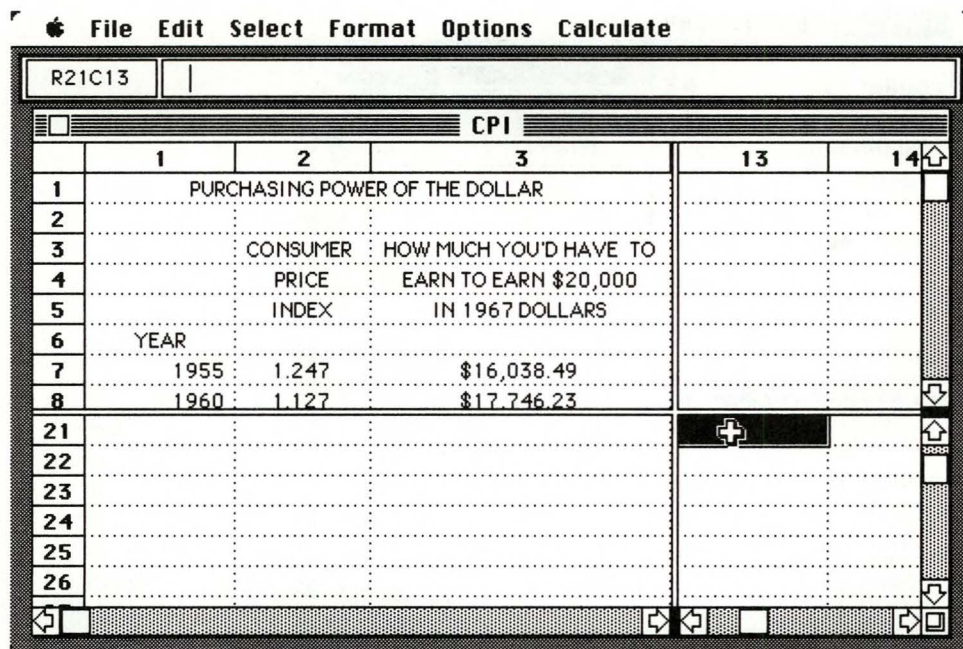 File Edit Select Format Options Calculate
R21C13
CPI
1 2 3 13 14
1 PURCHASING POWER OF THE DOLLAR
2
3 CONSUMER HOW MUCH YOU'D HAVE TO
4 PRICE EARN TO EARN $20,000
5 INDEX IN 1967 DOLLARS
6 YEAR
7 1955 1.247 $16,038.49
8 1960 1.127 $17,746.23
21
22
23
24
25
26